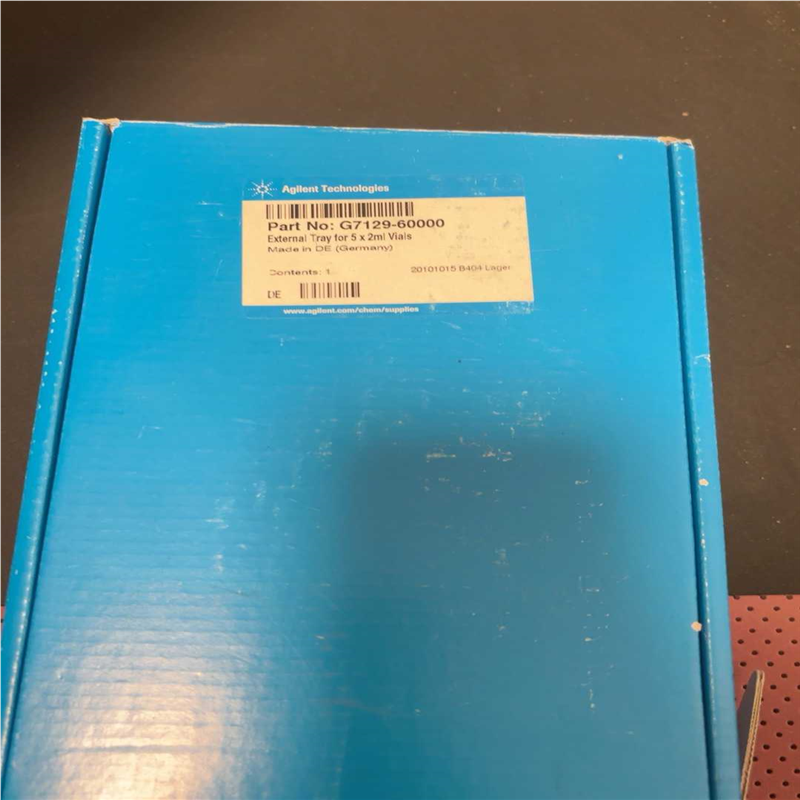 Agilent Technologies
Part No: G7129-60000
External Tray for 5 x 2ml Vials
Made in DE (Germany)
Contents: 1
20101015 B404 Lager
DE
www.agilent.com/chem/supplies